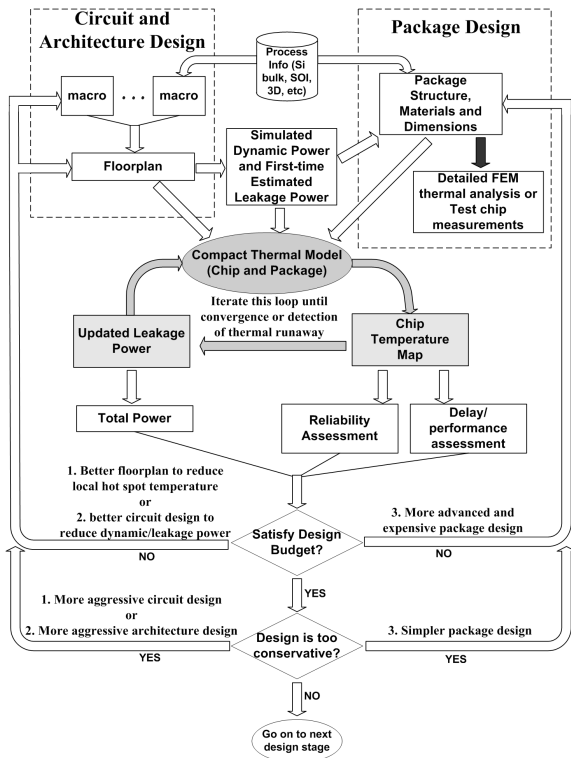 Circuit and
Architecture Design
Package Design
Process
Info (Si
bulk, SOI,
3D, etc)
macro
. . .
macro
Package
Structure,
Materials and
Dimensions
Floorplan
Simulated
Dynamic Power
and First-time
Estimated
Leakage Power
Detailed FEM
thermal analysis or
Test chip
measurements
Compact Thermal Model
(Chip and Package)
Iterate this loop until
convergence or detection
of thermal runaway
Updated Leakage
Power
Chip
Temperature
Map
Total Power
Reliability
Assessment
Delay/
performance
assessment
1. Better floorplan to reduce
local hot spot temperature
or
2. better circuit design to
reduce dynamic/leakage power
NO
Satisfy Design
Budget?
3. More advanced and
expensive package design
NO
YES
1. More aggressive circuit design
or
2. More aggressive architecture design
YES
Design is too
conservative?
3. Simpler package design
YES
NO
Go on to next
design stage